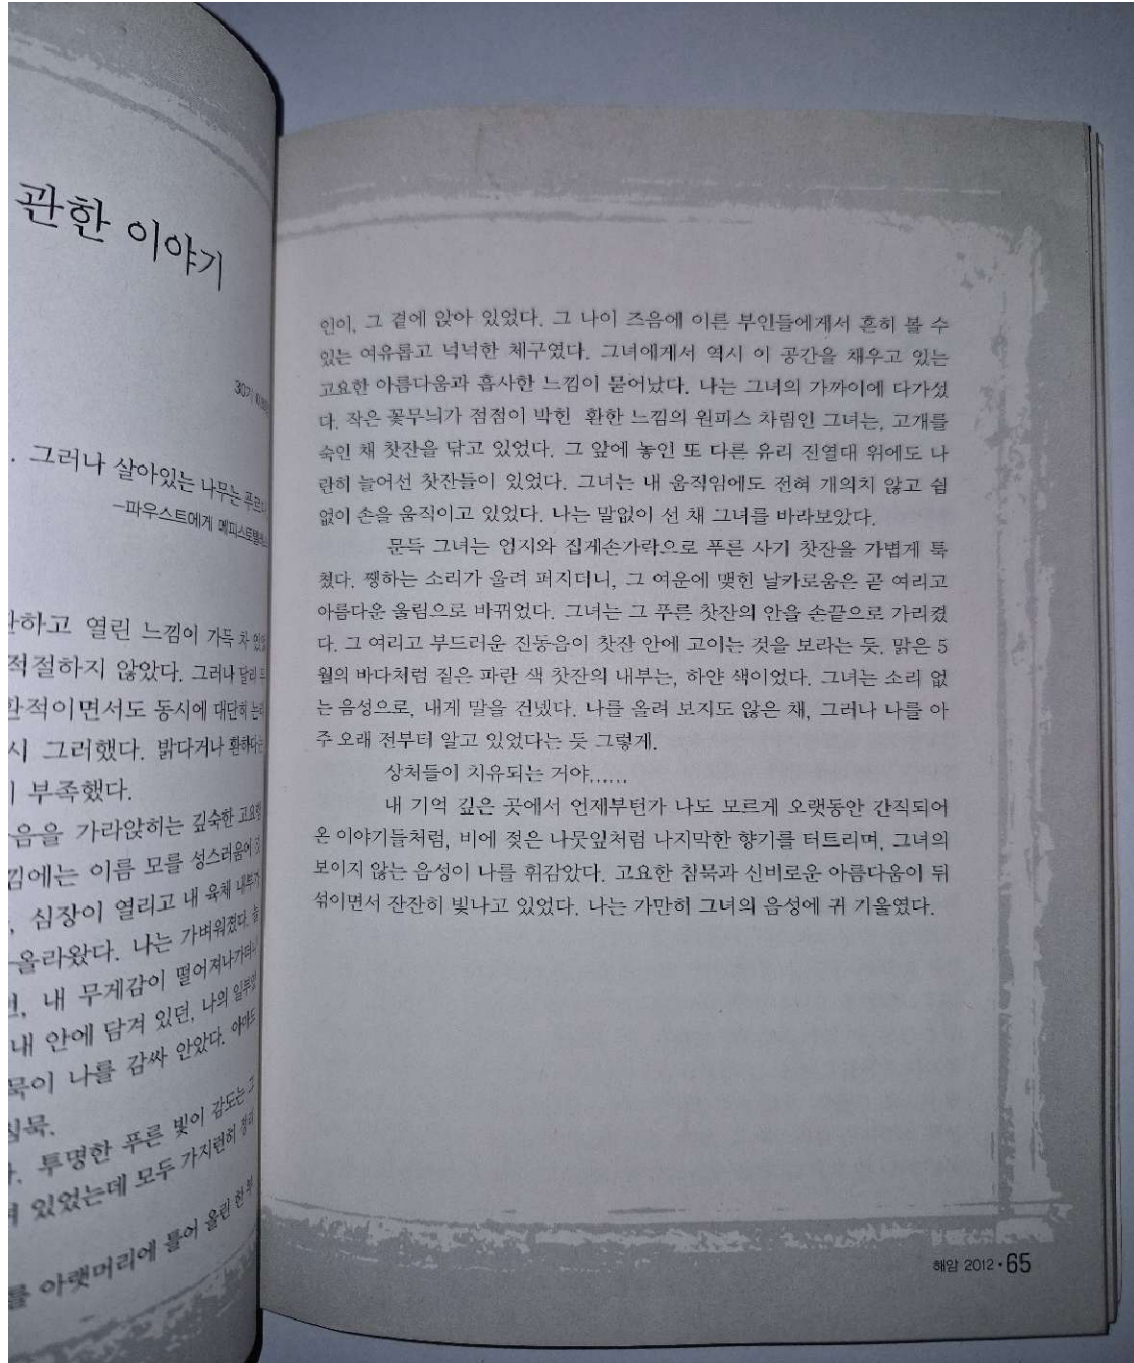 관한 이야기
30기
. 그러나 살아있는 나무는
-파우스트에게
하고 열린 느낌이 가득 차
적절하지 않았다. 그러나 달리
환적이면서도 동시에 대단히
시 그러했다. 밝다거나 환하다는
부족했다.
음을 가라앉히는 깊숙한
에는 이름 모를 성스러움에
, 심장이 열리고 내 육체 내부가
올라왔다. 나는 가벼워졌다. 늘
, 내 무게감이 떨어져나가
내 안에 담겨 있던, 나의
묵이 나를 감싸 안았다.
침묵.
. 투명한 푸른 빛이 감도는 그
있었는데 모두 가지런히
를 아랫머리에 틀어 올린 한
인이, 그 곁에 앉아 있었다. 그 나이 즈음에 이른 부인들에게서 흔히 볼 수
있는 여유롭고 넉넉한 체구였다. 그녀에게서 역시 이 공간을 채우고 있는
고요한 아름다움과 흡사한 느낌이 묻어났다. 나는 그녀의 가까이에 다가섰
다. 작은 꽃무늬가 점점이 박힌 환한 느낌의 원피스 차림인 그녀는, 고개를
숙인 채 찻잔을 닦고 있었다. 그 앞에 놓인 또 다른 유리 진열대 위에도 나
란히 늘어선 찻잔들이 있었다. 그녀는 내 움직임에도 전혀 개의치 않고 쉼
없이 손을 움직이고 있었다. 나는 말없이 선 채 그녀를 바라보았다.
문득 그녀는 엄지와 집게손가락으로 푸른 사기 찻잔을 가볍게 툭
쳤다. 쨍하는 소리가 울려 퍼지더니, 그 여운에 맺힌 날카로움은 곧 여리고
아름다운 울림으로 바뀌었다. 그녀는 그 푸른 찻잔의 안을 손끝으로 가리켰
다. 그 여리고 부드러운 진동음이 찻잔 안에 고이는 것을 보라는 듯. 맑은 5
월의 바다처럼 짙은 파란 색 찻잔의 내부는, 하얀 색이었다. 그녀는 소리 없
는 음성으로, 내게 말을 건넸다. 나를 올려 보지도 않은 채, 그러나 나를 아
주 오래 전부터 알고 있었다는 듯 그렇게.
상처들이 치유되는 거야......
내 기억 깊은 곳에서 언제부턴가 나도 모르게 오랫동안 간직되어
온 이야기들처럼, 비에 젖은 나뭇잎처럼 나지막한 향기를 터트리며, 그녀의
보이지 않는 음성이 나를 휘감았다. 고요한 침묵과 신비로운 아름다움이 뒤
섞이면서 잔잔히 빛나고 있었다. 나는 가만히 그녀의 음성에 귀 기울였다.
해암 2012·65